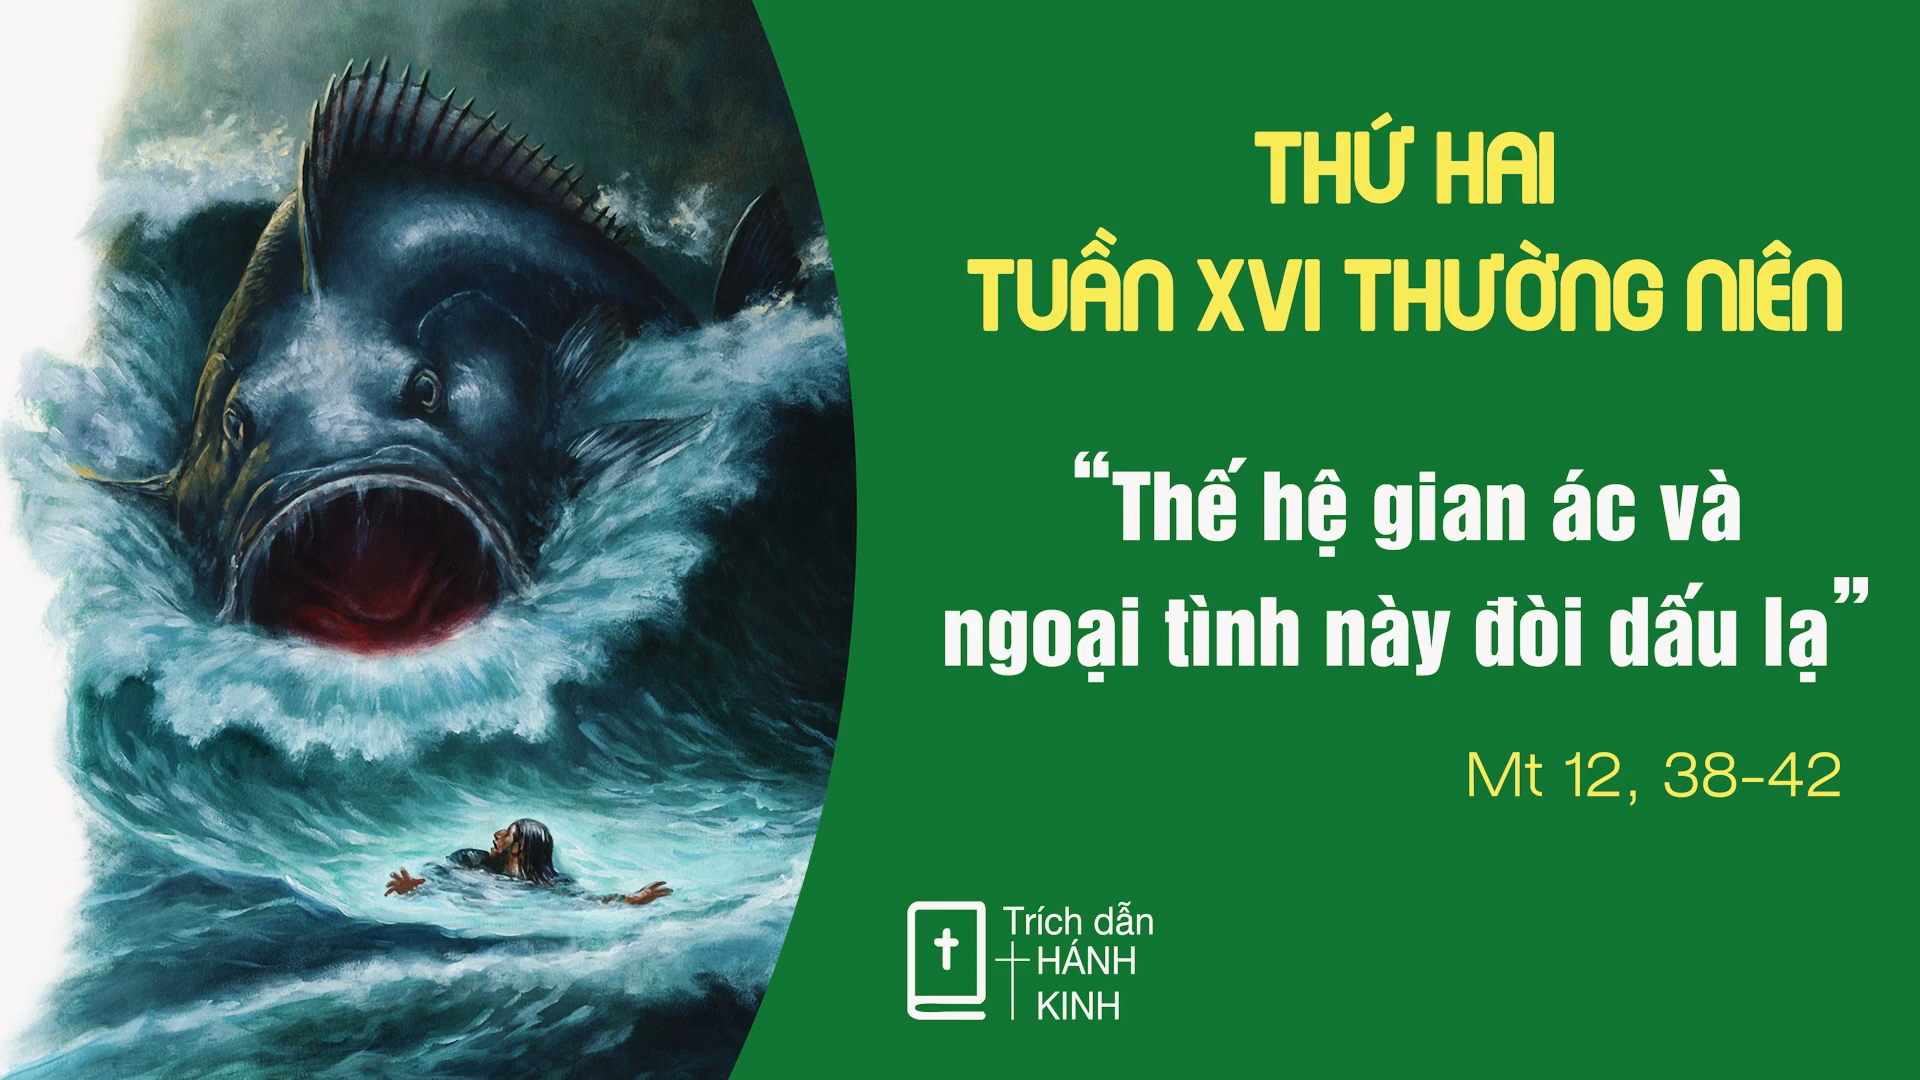 THỨ HAI
TUẦN XVI THƯỜNG NIÊN
“Thế hệ gian ác và
ngoại tình này đòi dấu lạ”
Mt 12, 38-42
Trích dẫn
THÁNH
KINH